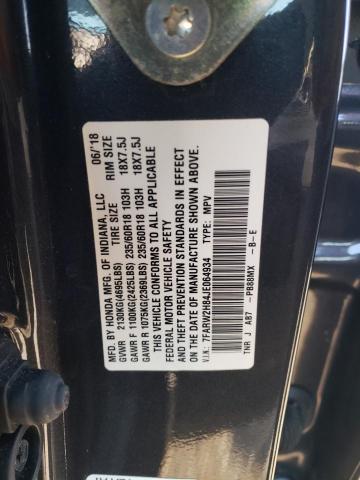 MFD. BY HONDA MFG. OF INDIANA, LLC 06/'18
TIRE SIZE RIM SIZE
GVWR 2130KG(4695LBS)
GAWR F 1100KG(2425LBS) 235/60R18 103H 18X7.5J
GAWR R 1075KG(2369LBS) 235/60R18 103H 18X7.5J
THIS VEHICLE CONFORMS TO ALL APPLICABLE
FEDERAL MOTOR VEHICLE SAFETY
AND THEFT PREVENTION STANDARDS IN EFFECT
ON THE DATE OF MANUFACTURE SHOWN ABOVE.
V.I.N.: 7FARW2H84JE064934 TYPE: MPV
TNR J AB7 -PB88MX -B-E